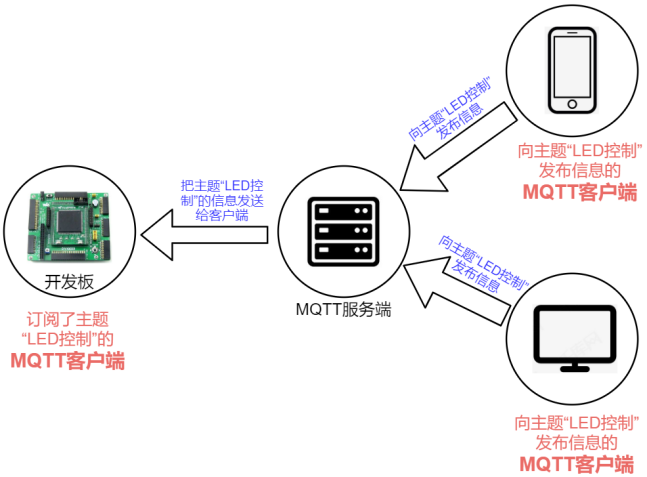 向主题“LED控制”
发布信息
向主题“LED控制”
发布信息的
MQTT客户端
把主题“LED控
制”的信息发送
给客户端
开发板
订阅了主题
“LED控制”的
MQTT客户端
MQTT服务端
向主题“LED控制”
发布信息
向主题“LED控制”
发布信息的
MQTT客户端